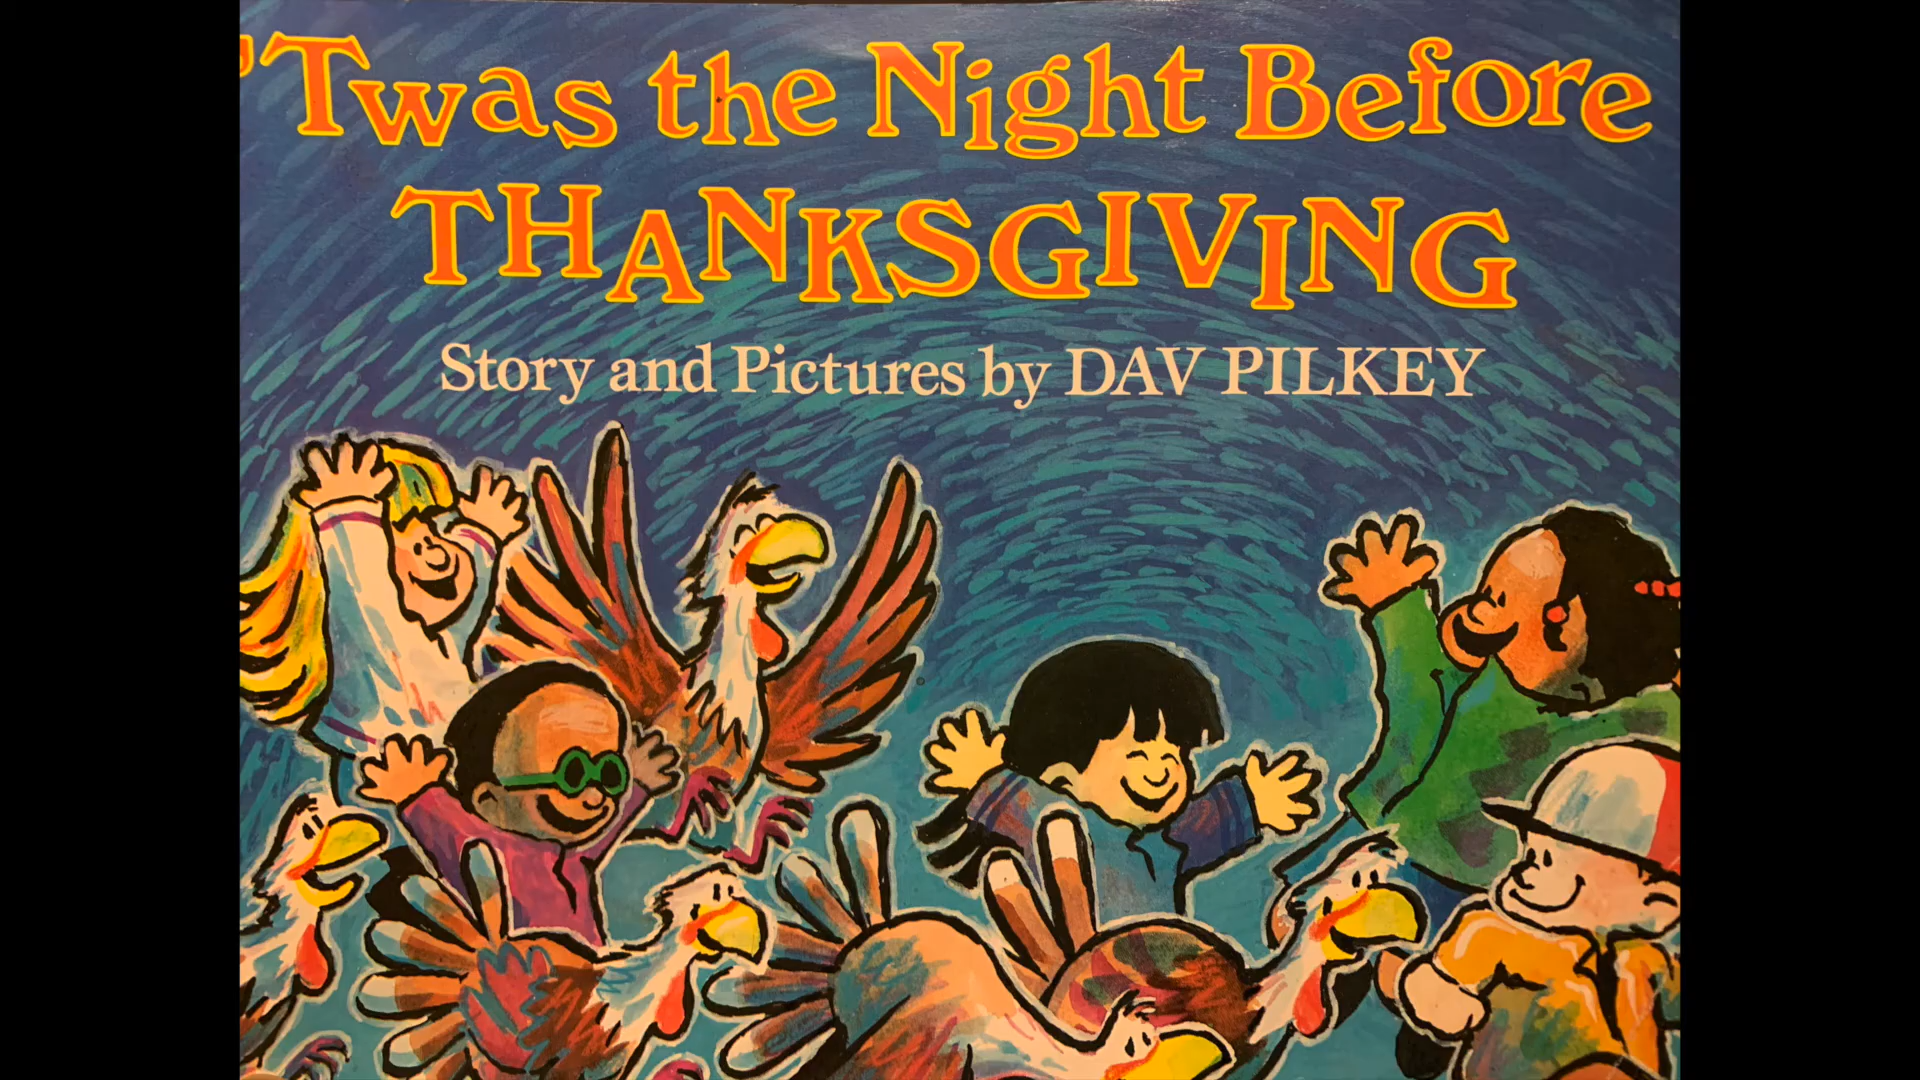 'Twas the Night Before
THANKSGIVING
Story and Pictures by DAV PILKEY